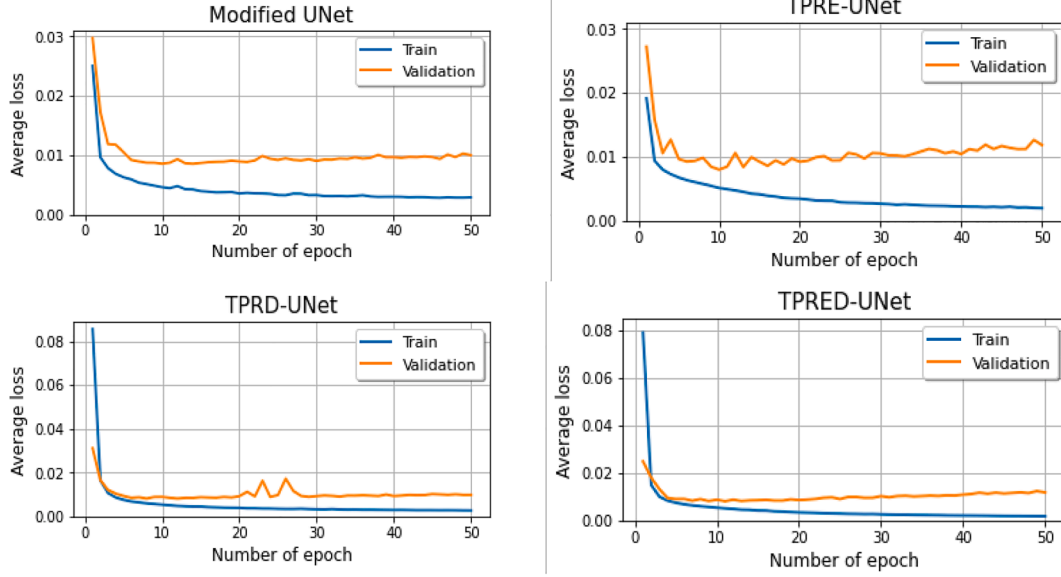 Modified UNet
0.03
0.02
0.01
0.00
Average loss
Train
Validation
0 10 20 30 40 50
Number of epoch
TPRE-UNet
0.03
0.02
0.01
0.00
Average loss
Train
Validation
0 10 20 30 40 50
Number of epoch
TPRD-UNet
0.08
0.06
0.04
0.02
0.00
Average loss
Train
Validation
0 10 20 30 40 50
Number of epoch
TPRED-UNet
0.08
0.06
0.04
0.02
0.00
Average loss
Train
Validation
0 10 20 30 40 50
Number of epoch